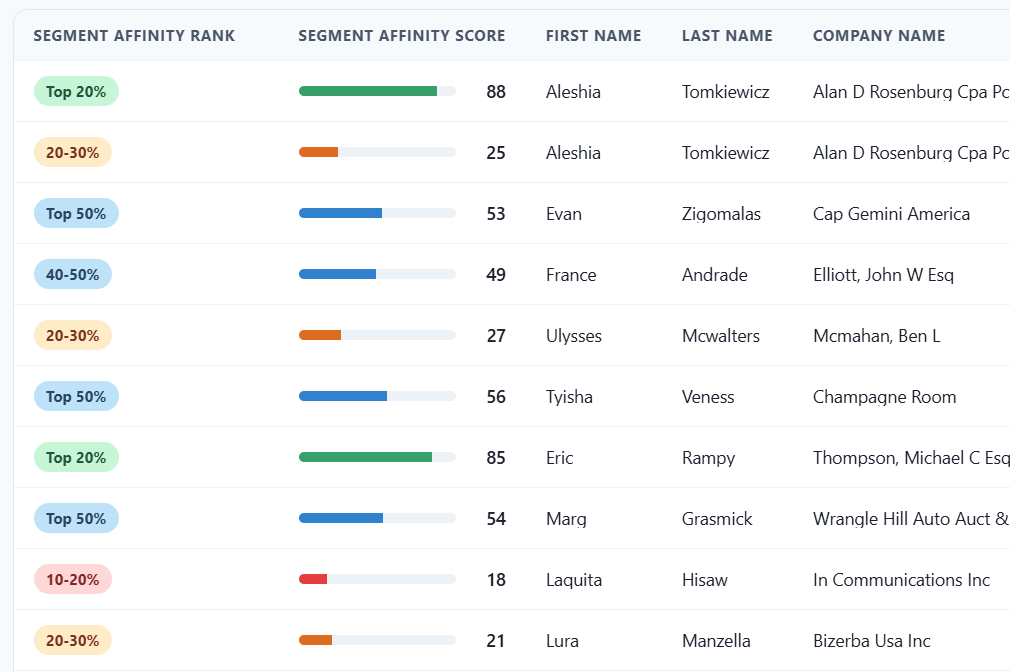 SEGMENT AFFINITY RANK SEGMENT AFFINITY SCORE FIRST NAME LAST NAME COMPANY NAME
Top 20% 88 Aleshia Tomkiewicz Alan D Rosenburg Cpa Pc
20-30% 25 Aleshia Tomkiewicz Alan D Rosenburg Cpa Pc
Top 50% 53 Evan Zigomalas Cap Gemini America
40-50% 49 France Andrade Elliott, John W Esq
20-30% 27 Ulysses Mcwalters Mcmahan, Ben L
Top 50% 56 Tyisha Veness Champagne Room
Top 20% 85 Eric Rampy Thompson, Michael C Esq
Top 50% 54 Marg Grasmick Wrangle Hill Auto Auct &
10-20% 18 Laquita Hisaw In Communications Inc
20-30% 21 Lura Manzella Bizerba Usa Inc